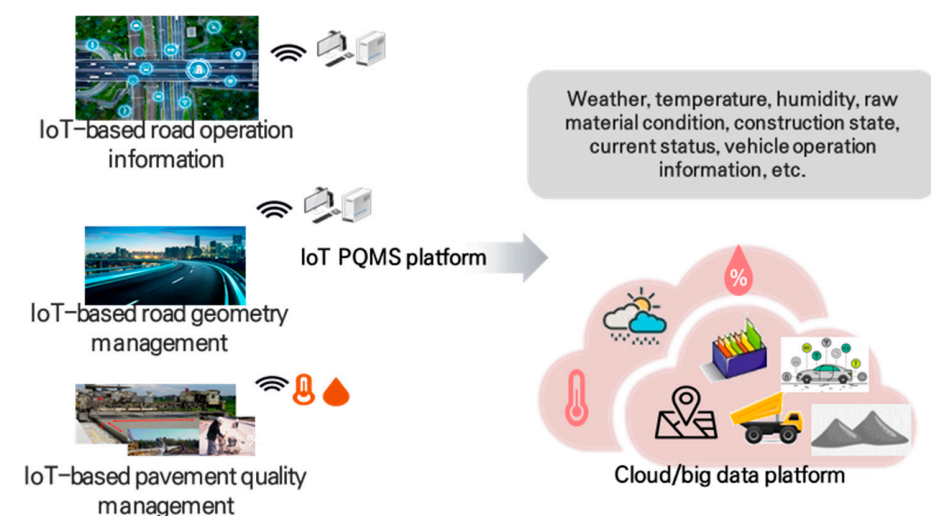 IoT-based road operation
information
IoT-based road geometry
management
IoT-based pavement quality
management
IoT PQMS platform
Weather, temperature, humidity, raw
material condition, construction state,
current status, vehicle operation
information, etc.
%
Cloud/big data platform